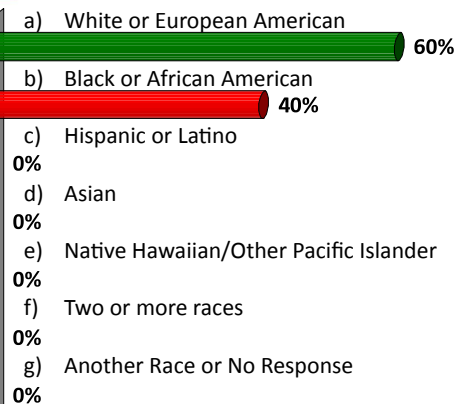 a) White or European American
60%
b) Black or African American
40%
c) Hispanic or Latino
0%
d) Asian
0%
e) Native Hawaiian/Other Pacific Islander
0%
f) Two or more races
0%
g) Another Race or No Response
0%